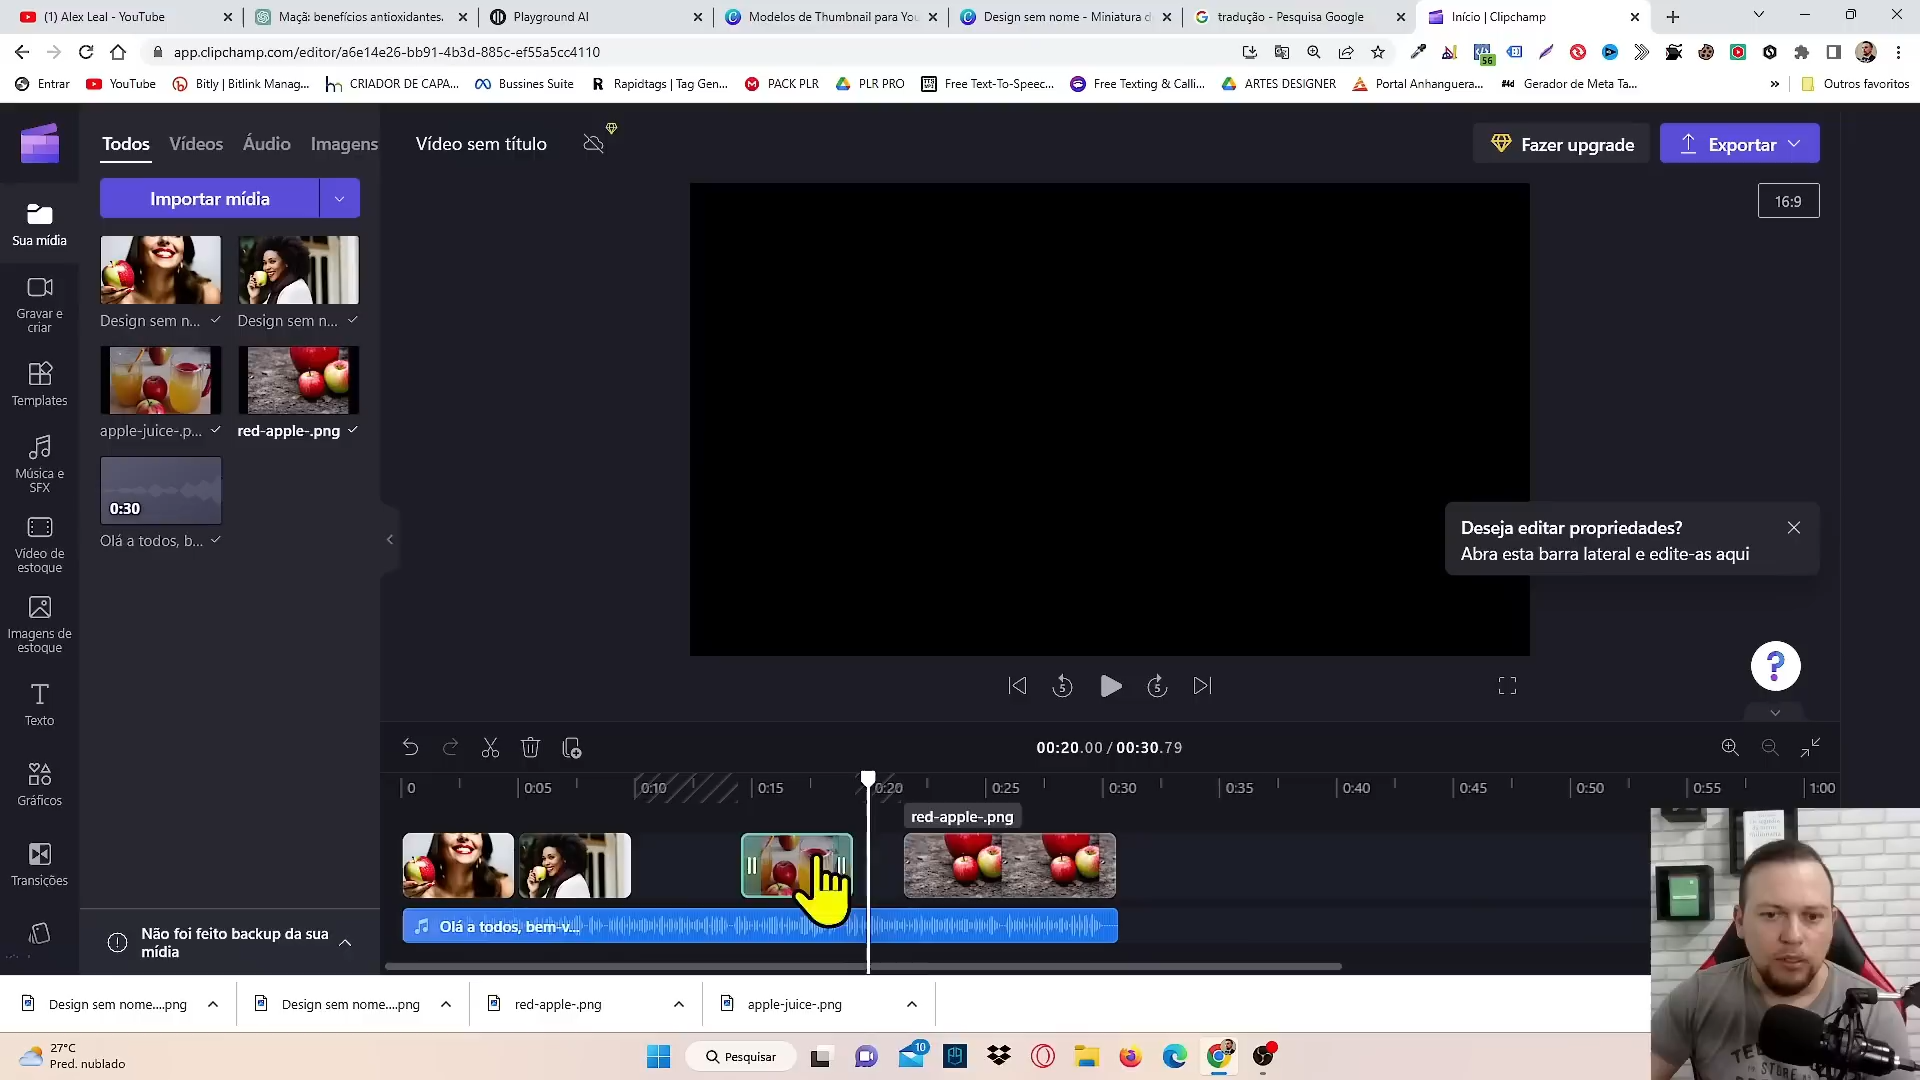 (1) Alex Leal - YouTube
Maçã: benefícios antioxidantes.
Playground AI
Modelos de Thumbnail para You
Design sem nome - Miniatura d
tradução - Pesquisa Google
Início | Clipchamp
app.clipchamp.com/editor/a6e14e26-bb91-4b3d-885c-ef55a5cc4110
56
Entrar
YouTube
Bitly | Bitlink Manag...
CRIADOR DE CAPA...
Bussines Suite
Rapidtags | Tag Gen...
PACK PLR
PLR PRO
Free Text-To-Speec...
Free Texting & Calli...
ARTES DESIGNER
Portal Anhanguera...
Gerador de Meta Ta...
»
Outros favoritos
Todos
Vídeos
Áudio
Imagens
Vídeo sem título
Fazer upgrade
Exportar
Importar mídia
16:9
Sua mídia
Design sem n...
Design sem n...
Gravar e
criar
Templates
apple-juice-.p...
red-apple-.png
Música e
SFX
0:30
Olá a todos, b...
Vídeo de
estoque
Deseja editar propriedades?
Abra esta barra lateral e edite-as aqui
Imagens de
estoque
Texto
5
5
?
00:20.00 / 00:30.79
Gráficos
0
0:05
0:10
0:15
0:20
0:25
0:30
0:35
0:40
0:45
0:50
0:55
1:00
red-apple-.png
Transições
Olá a todos, bem-v...
Não foi feito backup da sua
mídia
Design sem nome....png
Design sem nome....png
red-apple-.png
apple-juice-.png
27°C
Pred. nublado
Pesquisar
10